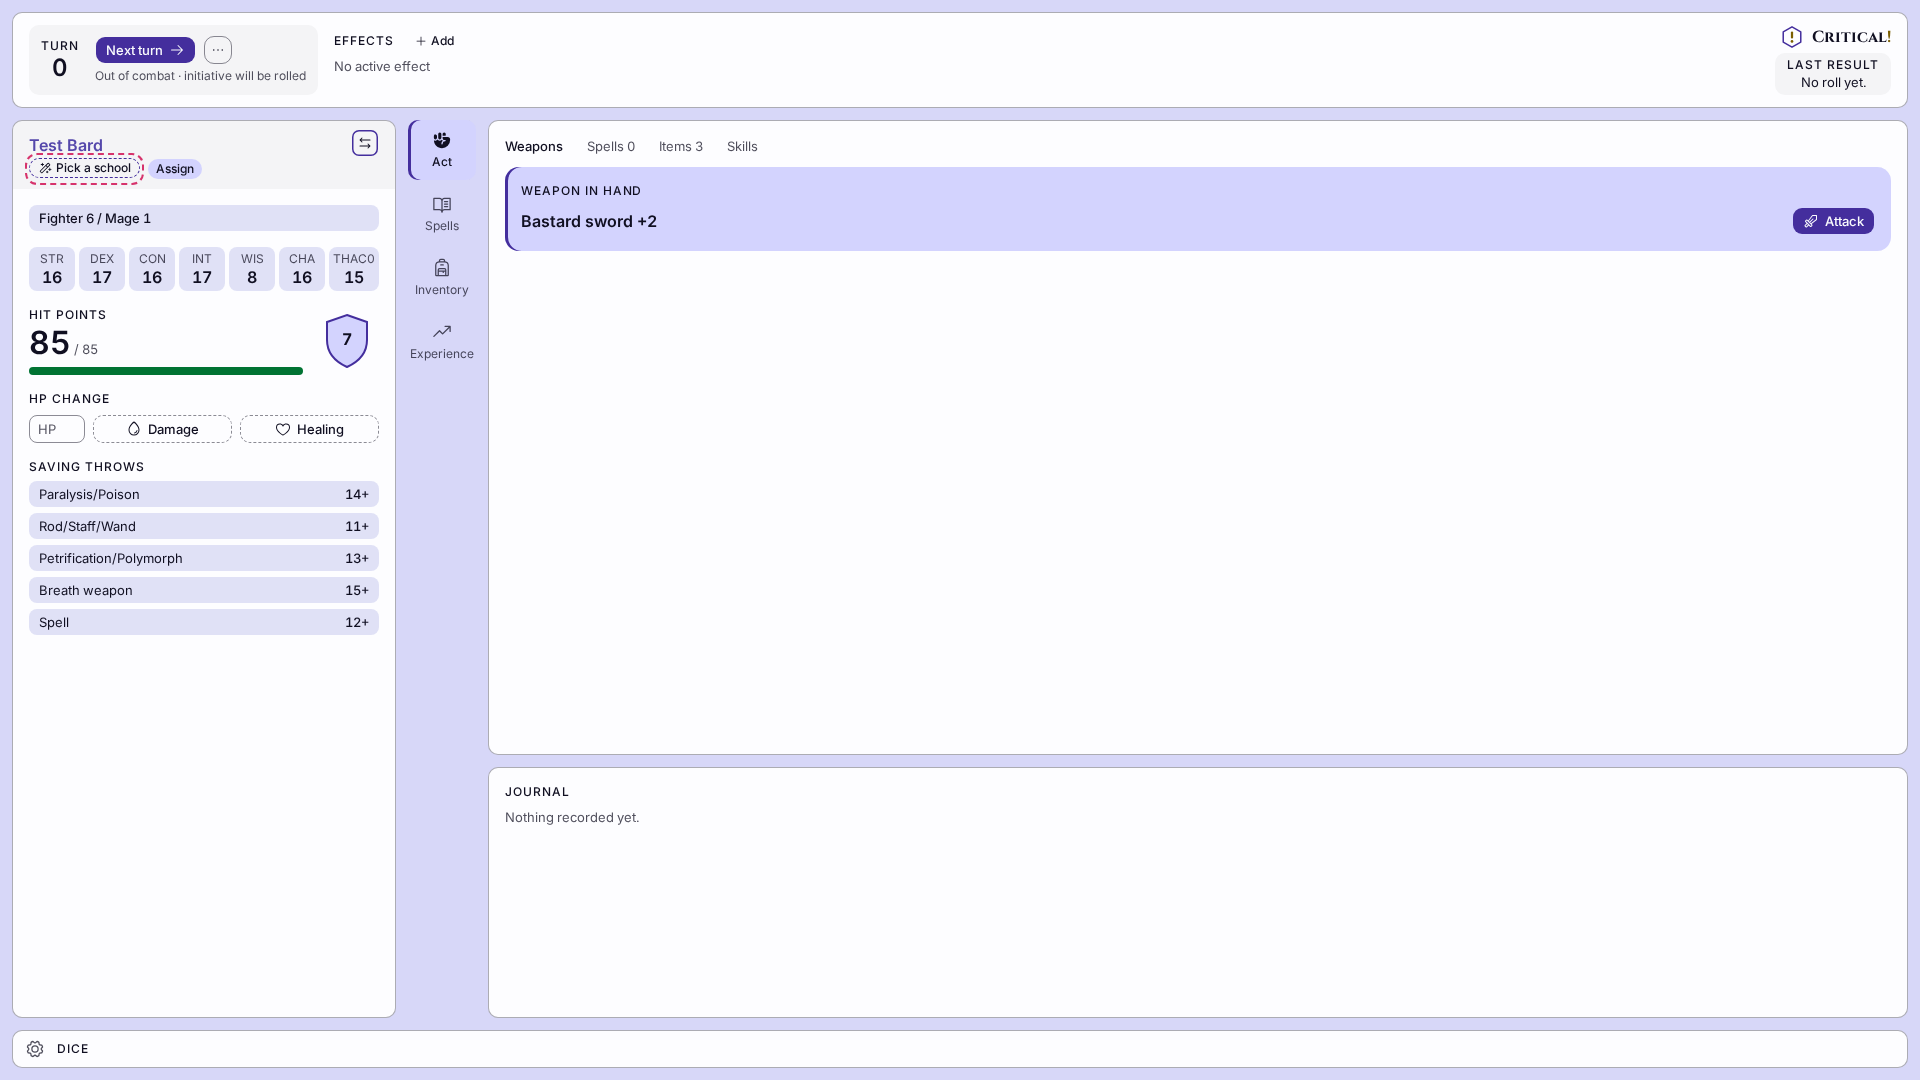 TURN
0
Next turn
Out of combat · initiative will be rolled
EFFECTS
Add
No active effect
CRITICAL!
LAST RESULT
No roll yet.
Test Bard
Pick a school
Assign
Fighter 6 / Mage 1
STR
16
DEX
17
CON
16
INT
17
WIS
8
CHA
16
THAC0
15
HIT POINTS
85 / 85
7
HP CHANGE
HP
Damage
Healing
SAVING THROWS
Paralysis/Poison 14+
Rod/Staff/Wand 11+
Petrification/Polymorph 13+
Breath weapon 15+
Spell 12+
Act
Spells
Inventory
Experience
Weapons
Spells 0
Items 3
Skills
WEAPON IN HAND
Bastard sword +2
Attack
JOURNAL
Nothing recorded yet.
DICE